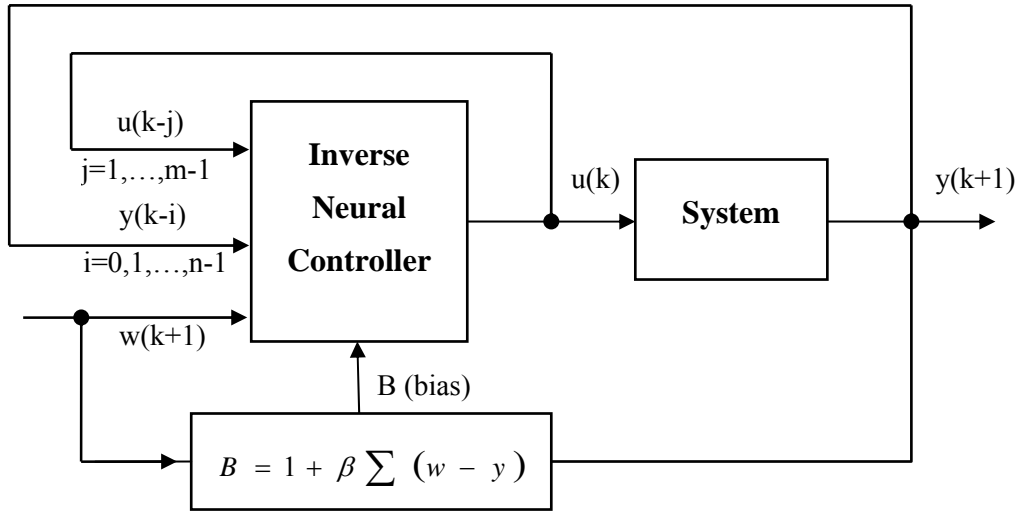 u(k-j)
j=1,…,m-1
y(k-i)
i=0,1,…,n-1
w(k+1)
Inverse
Neural
Controller
u(k)
System
y(k+1)
B (bias)
B = 1 + β ∑ (w − y)